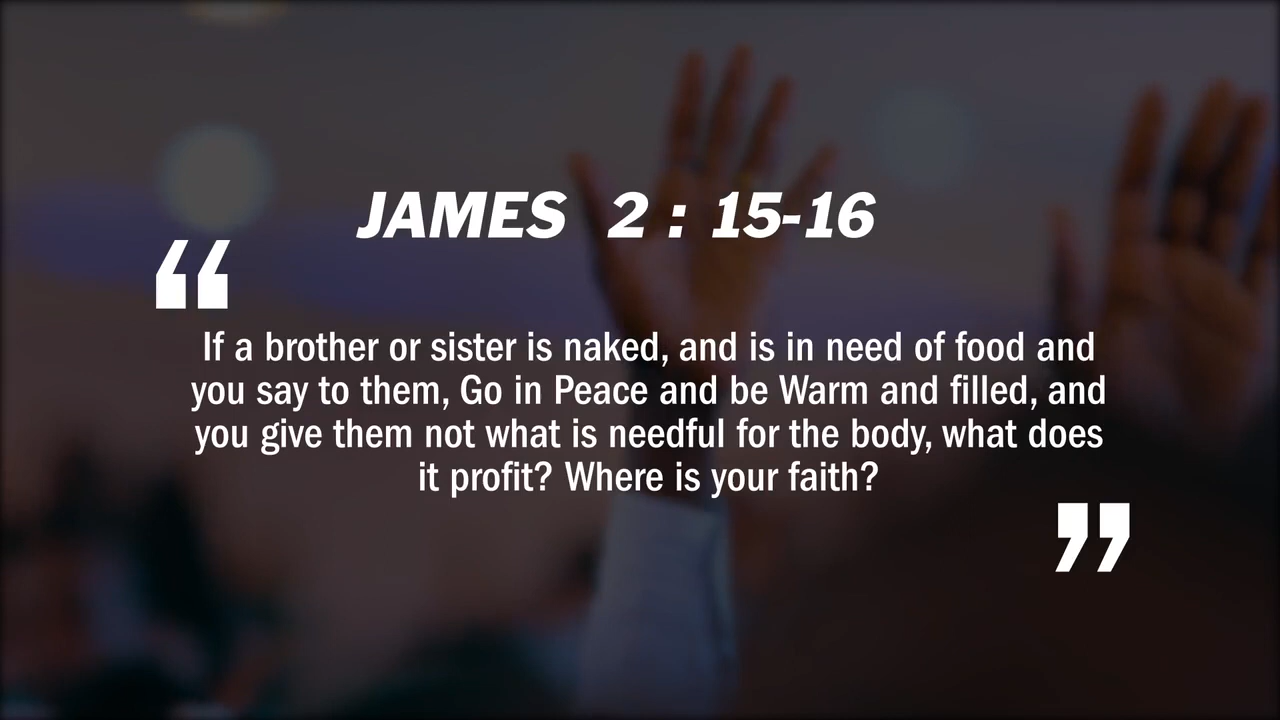 JAMES 2 : 15-16
“
If a brother or sister is naked, and is in need of food and
you say to them, Go in Peace and be Warm and filled, and
you give them not what is needful for the body, what does
it profit? Where is your faith?
”